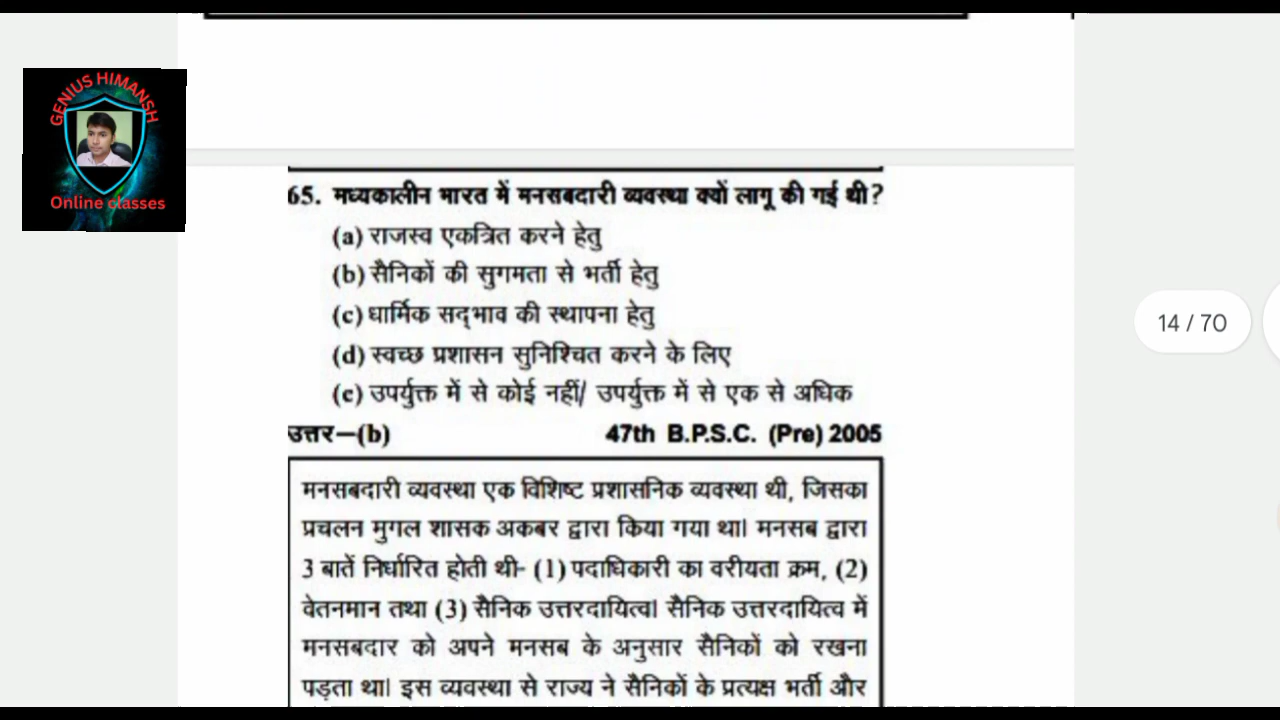 GENIUS HIMANSH
Online classes
65. मध्यकालीन भारत में मनसबदारी व्यवस्था क्यों लागू की गई थी?
(a) राजस्व एकत्रित करने हेतु
(b) सैनिकों की सुगमता से भर्ती हेतु
(c) धार्मिक सद्भाव की स्थापना हेतु
(d) स्वच्छ प्रशासन सुनिश्चित करने के लिए
(e) उपर्युक्त में से कोई नहीं/ उपर्युक्त में से एक से अधिक
उत्तर—(b) 47th B.P.S.C. (Pre) 2005
14 / 70
मनसबदारी व्यवस्था एक विशिष्ट प्रशासनिक व्यवस्था थी, जिसका
प्रचलन मुगल शासक अकबर द्वारा किया गया था। मनसब द्वारा
3 बातें निर्धारित होती थी- (1) पदाधिकारी का वरीयता क्रम, (2)
वेतनमान तथा (3) सैनिक उत्तरदायित्व। सैनिक उत्तरदायित्व में
मनसबदार को अपने मनसब के अनुसार सैनिकों को रखना
पड़ता था। इस व्यवस्था से राज्य ने सैनिकों के प्रत्यक्ष भर्ती और